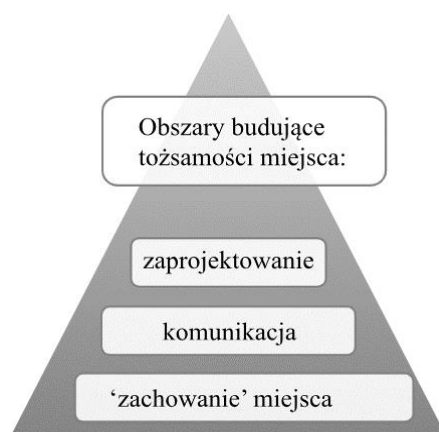 Obszary budujące
tożsamości miejsca:
zaprojektowanie
komunikacja
‘zachowanie’ miejsca